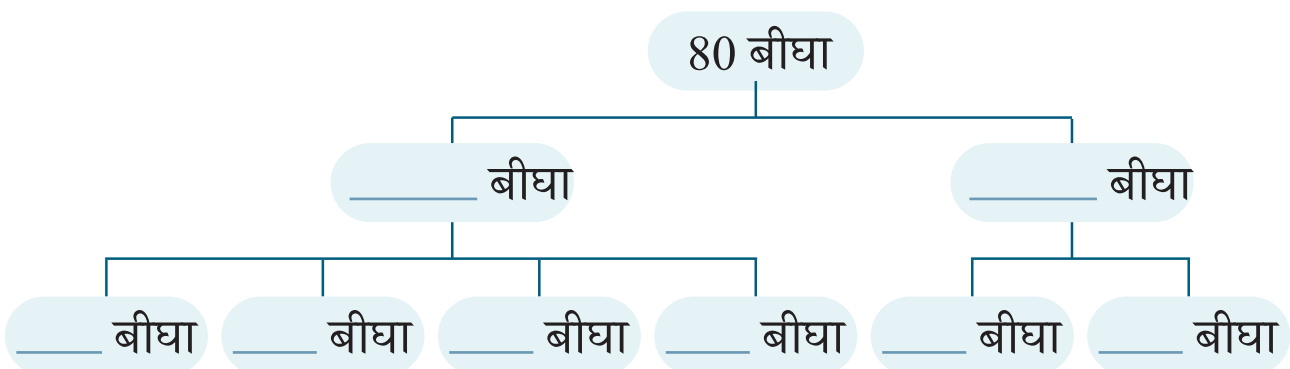 80 बीघा
______ बीघा ______ बीघा
____ बीघा ____ बीघा ____ बीघा ____ बीघा ____ बीघा ____ बीघा